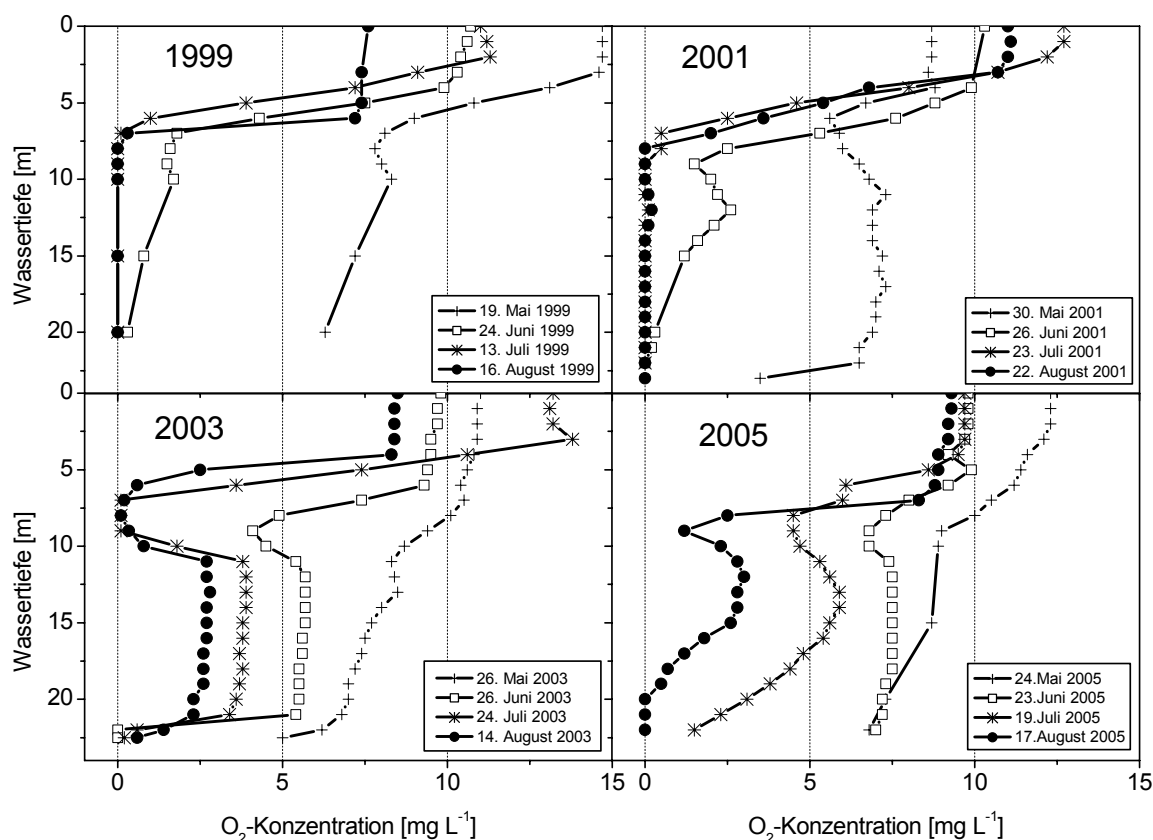 1999
2001
Wassertiefe [m]
0
5
10
15
20
0
19. Mai 1999
24. Juni 1999
13. Juli 1999
16. August 1999
Wassertiefe [m]
30. Mai 2001
26. Juni 2001
23. Juli 2001
22. August 2001
2003
2005
Wassertiefe [m]
5
10
15
20
26. Mai 2003
26. Juni 2003
24. Juli 2003
14. August 2003
Wassertiefe [m]
24.Mai 2005
23.Juni 2005
19.Juli 2005
17.August 2005
0 5 10 15
0 5 10 15
O₂-Konzentration [mg L⁻¹]
O₂-Konzentration [mg L⁻¹]